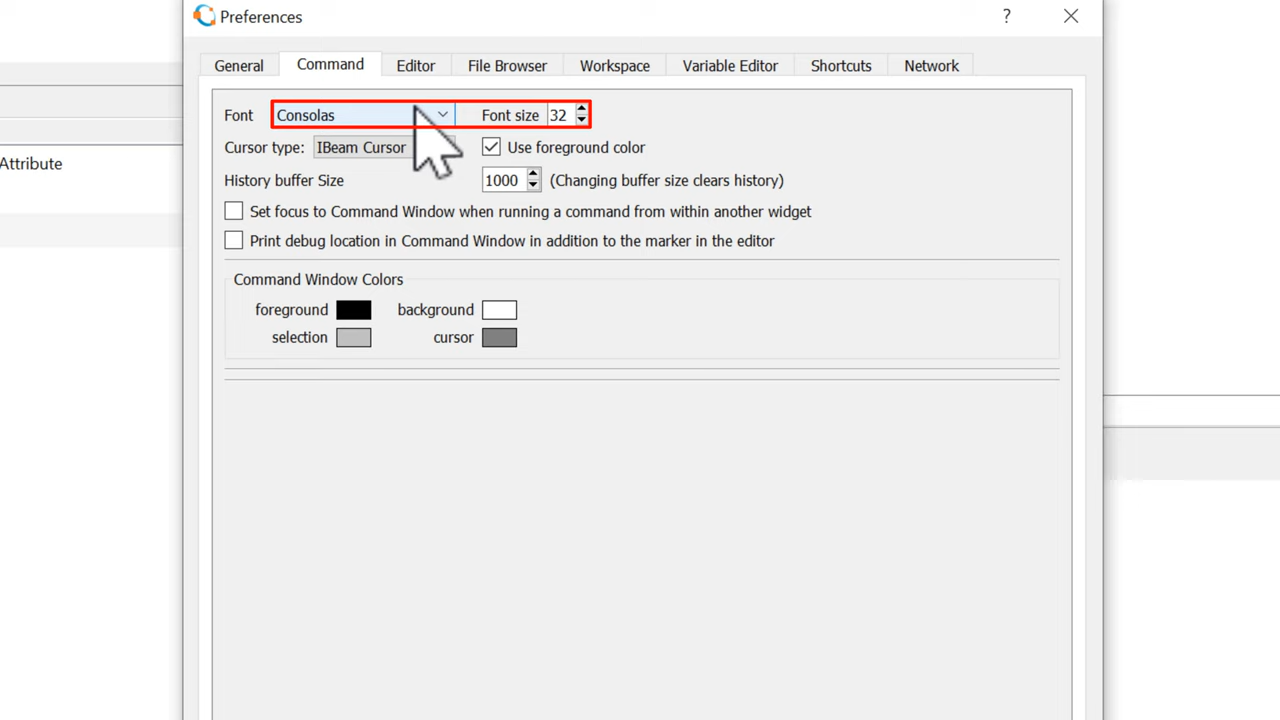 Preferences
?
General Command Editor File Browser Workspace Variable Editor Shortcuts Network
Attribute
Font Consolas Font size 32
Cursor type: IBeam Cursor Use foreground color
History buffer Size 1000 (Changing buffer size clears history)
Set focus to Command Window when running a command from within another widget
Print debug location in Command Window in addition to the marker in the editor
Command Window Colors
foreground background
selection cursor